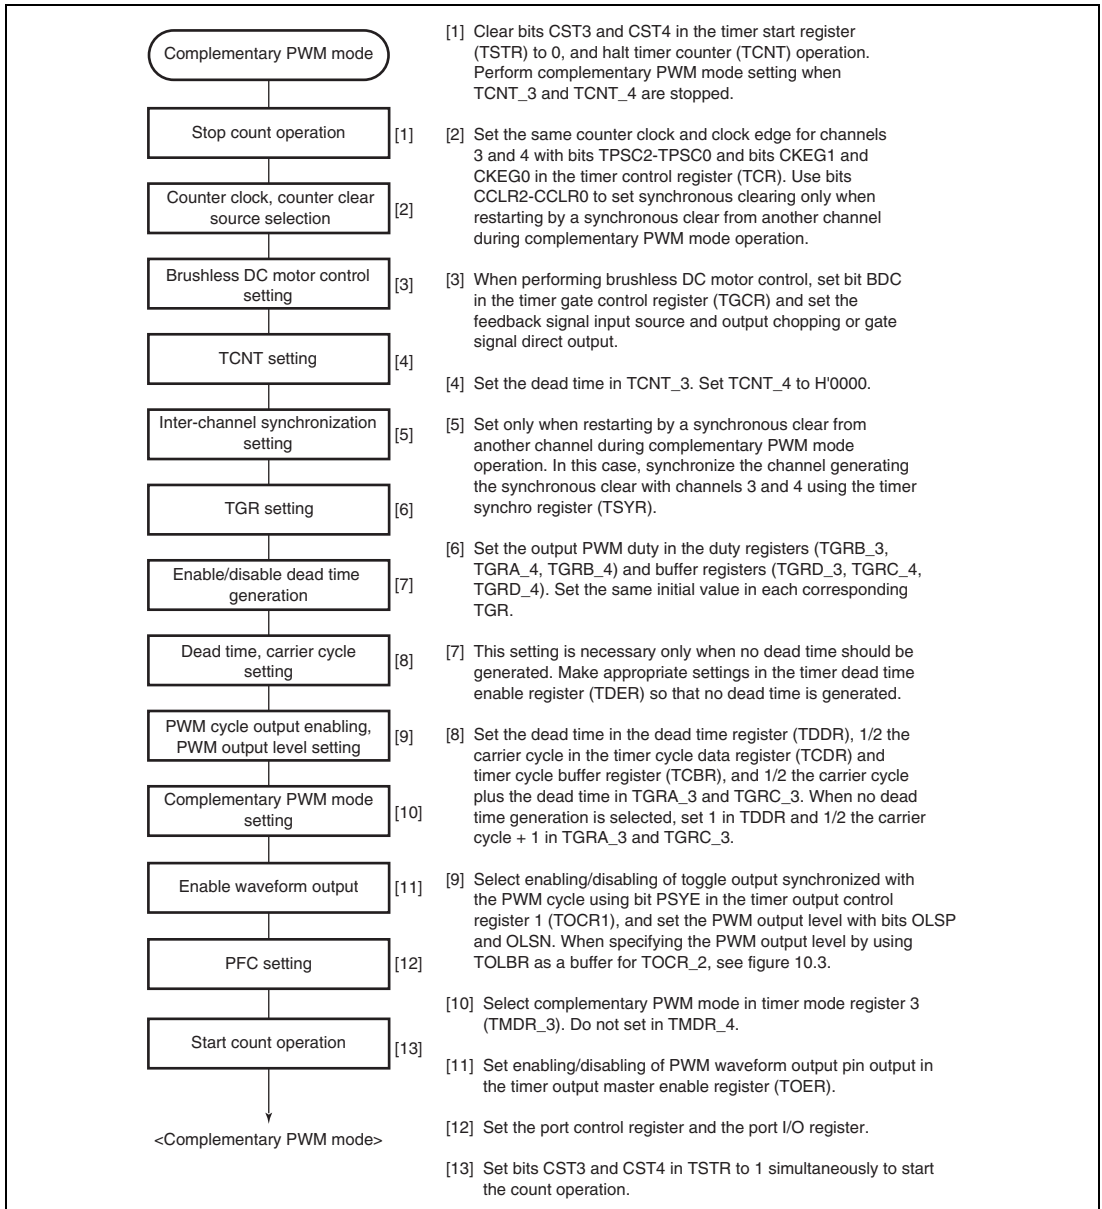 Complementary PWM mode
Stop count operation
[1]
Counter clock, counter clear
source selection
[2]
Brushless DC motor control
setting
[3]
TCNT setting
[4]
Inter-channel synchronization
setting
[5]
TGR setting
[6]
Enable/disable dead time
generation
[7]
Dead time, carrier cycle
setting
[8]
PWM cycle output enabling,
PWM output level setting
[9]
Complementary PWM mode
setting
[10]
Enable waveform output
[11]
PFC setting
[12]
Start count operation
[13]
<Complementary PWM mode>
[1] Clear bits CST3 and CST4 in the timer start register
(TSTR) to 0, and halt timer counter (TCNT) operation.
Perform complementary PWM mode setting when
TCNT_3 and TCNT_4 are stopped.
[2] Set the same counter clock and clock edge for channels
3 and 4 with bits TPSC2-TPSC0 and bits CKEG1 and
CKEG0 in the timer control register (TCR). Use bits
CCLR2-CCLR0 to set synchronous clearing only when
restarting by a synchronous clear from another channel
during complementary PWM mode operation.
[3] When performing brushless DC motor control, set bit BDC
in the timer gate control register (TGCR) and set the
feedback signal input source and output chopping or gate
signal direct output.
[4] Set the dead time in TCNT_3. Set TCNT_4 to H'0000.
[5] Set only when restarting by a synchronous clear from
another channel during complementary PWM mode
operation. In this case, synchronize the channel generating
the synchronous clear with channels 3 and 4 using the timer
synchro register (TSYR).
[6] Set the output PWM duty in the duty registers (TGRB_3,
TGRA_4, TGRB_4) and buffer registers (TGRD_3, TGRC_4,
TGRD_4). Set the same initial value in each corresponding
TGR.
[7] This setting is necessary only when no dead time should be
generated. Make appropriate settings in the timer dead time
enable register (TDER) so that no dead time is generated.
[8] Set the dead time in the dead time register (TDDR), 1/2 the
carrier cycle in the timer cycle data register (TCDR) and
timer cycle buffer register (TCBR), and 1/2 the carrier cycle
plus the dead time in TGRA_3 and TGRC_3. When no dead
time generation is selected, set 1 in TDDR and 1/2 the carrier
cycle + 1 in TGRA_3 and TGRC_3.
[9] Select enabling/disabling of toggle output synchronized with
the PWM cycle using bit PSYE in the timer output control
register 1 (TOCR1), and set the PWM output level with bits OLSP
and OLSN. When specifying the PWM output level by using
TOLBR as a buffer for TOCR_2, see figure 10.3.
[10] Select complementary PWM mode in timer mode register 3
(TMDR_3). Do not set in TMDR_4.
[11] Set enabling/disabling of PWM waveform output pin output in
the timer output master enable register (TOER).
[12] Set the port control register and the port I/O register.
[13] Set bits CST3 and CST4 in TSTR to 1 simultaneously to start
the count operation.